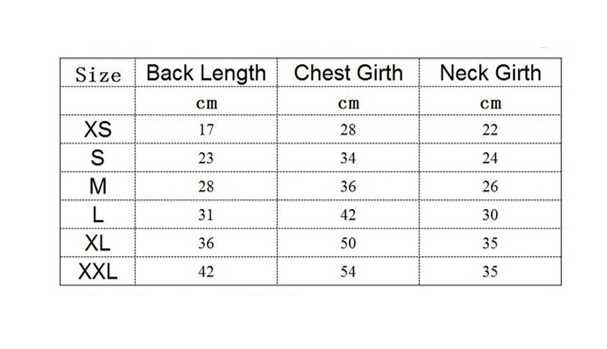 Size Back Length Chest Girth Neck Girth
cm cm cm
XS 17 28 22
S 23 34 24
M 28 36 26
L 31 42 30
XL 36 50 35
XXL 42 54 35